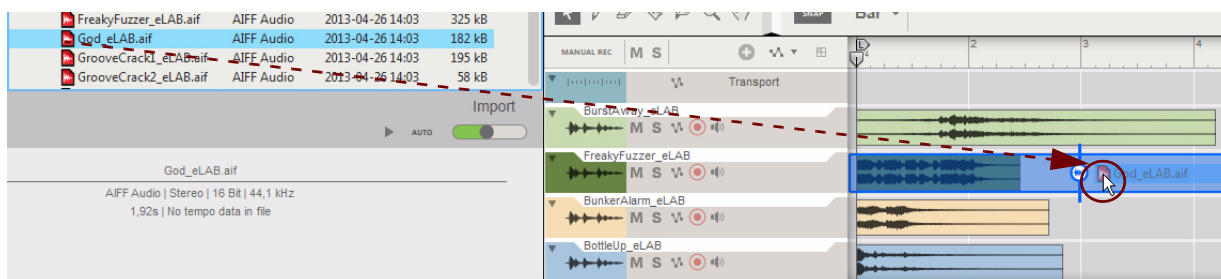 FreakyFuzzer_eLAB.aif AIFF Audio 2013-04-26 14:03 325 kB
God_eLAB.aif AIFF Audio 2013-04-26 14:03 182 kB
GrooveCrack1_eLAB.aif AIFF Audio 2013-04-26 14:03 195 kB
GrooveCrack2_eLAB.aif AIFF Audio 2013-04-26 14:03 58 kB
Import
AUTO
God_eLAB.aif
AIFF Audio | Stereo | 16 Bit | 44,1 kHz
1,92s | No tempo data in file
SNAP Bar
MANUAL REC M S
L 2 3 4
Transport
BurstAway_eLAB
M S
FreakyFuzzer_eLAB
M S
God_eLAB.aif
BunkerAlarm_eLAB
M S
BottleUp_eLAB
M S